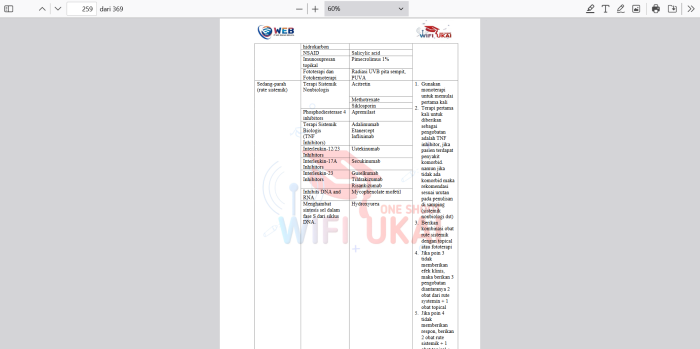 259
dari 369
60%
WEB
WIFI UKAI
hidrokarbon
NSAID
Salicylic acid
Imunosupresan
topikal
Pimecrolimus 1%
Fototerapi dan
Fotokemoterapi
Radiasi UVB pita sempit,
PUVA
Sedang-parah
(rute sistemik)
Terapi Sistemik
Nonbiologis
Acitretin
Methotrexate
Siklosporin
Phosphodiesterase 4
inhibitors
Apremilast
Terapi Sistemik
Biologis
(TNF
Inhibitors)
Adalimumab
Etanercept
Infliximab
Interleukin-12/23
Inhibitors
Ustekinumab
Interleukin-17A
Inhibitors
Secukinumab
Interleukin-23
Inhibitors
Guselkumab
Tildrakizumab
Risankizumab
Inhibits DNA and
RNA
Mycophenolate mofetil
Menghambat
sintesis sel dalam
fase S dari siklus
DNA.
Hydroxyurea
1. Gunakan
monoterapi
untuk memulai
pertama kali
2. Terapi pertama
kali untuk
diberikan
sebagai
pengobatan
adalah TNF
inhibitor, jika
pasien terdapat
penyakit
komorbid
namun jika
tidak ada
komorbid maka
rekomendasi
sesuai urutan
pada penulisan
di samping
(sistemik
nonbiologi dst)
3. Berikan
kombinasi obat
rute sistemik
dengan topical
atau fototerapi
4. Jika poin 3
tidak
memberikan
efek klinis,
maka berikan 3
pengobatan
diantaranya 2
obat dari rute
systemin + 1
obat topical
5. Jika poin 4
tidak
memberikan
respon, berikan
2 obat rute
sistemik + 1
ONE SH
WIFI UKAI